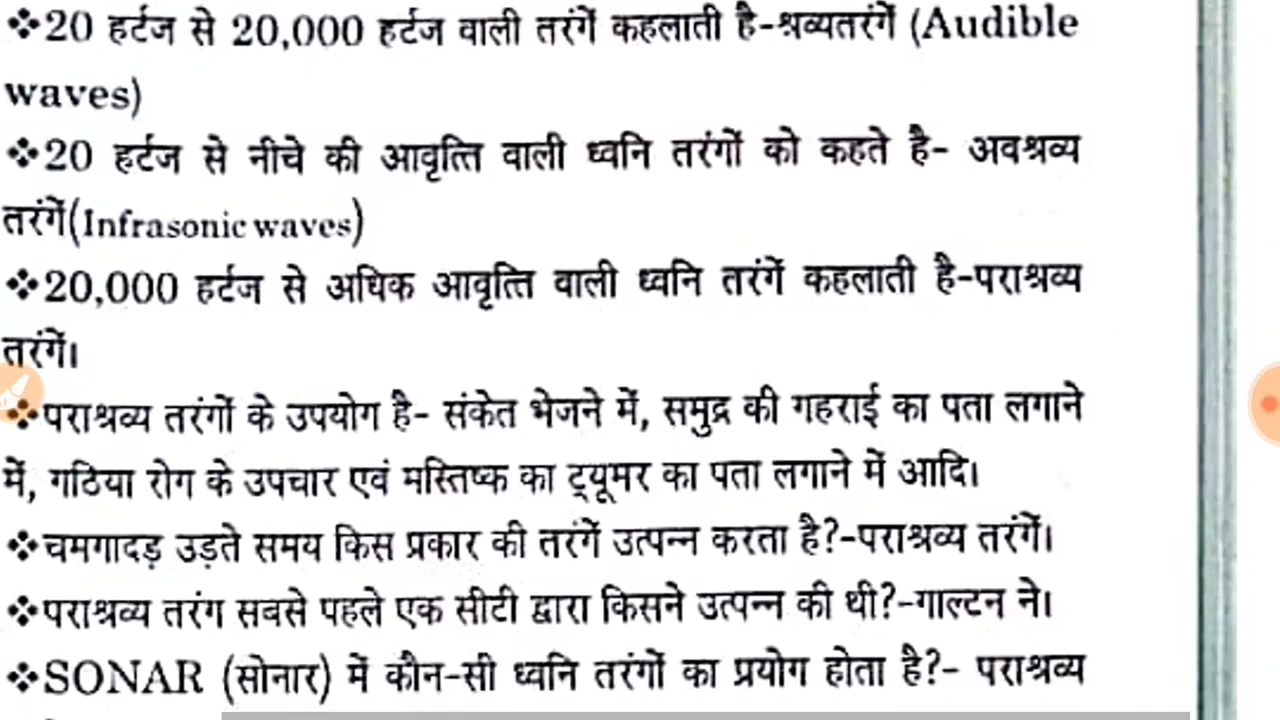 ❖20 हर्टज से 20,000 हर्टज वाली तरंगें कहलाती है-श्रव्यतरंगें (Audible
waves)
❖20 हर्टज से नीचे की आवृत्ति वाली ध्वनि तरंगों को कहते है- अवश्रव्य
तरंगें(Infrasonic waves)
❖20,000 हर्टज से अधिक आवृत्ति वाली ध्वनि तरंगें कहलाती है-पराश्रव्य
तरंगें।
❖पराश्रव्य तरंगों के उपयोग है- संकेत भेजने में, समुद्र की गहराई का पता लगाने
में, गठिया रोग के उपचार एवं मस्तिष्क का ट्यूमर का पता लगाने में आदि।
❖चमगादड़ उड़ते समय किस प्रकार की तरंगें उत्पन्न करता है?-पराश्रव्य तरंगें।
❖पराश्रव्य तरंग सबसे पहले एक सीटी द्वारा किसने उत्पन्न की थी?-गाल्टन ने।
❖SONAR (सोनार) में कौन-सी ध्वनि तरंगों का प्रयोग होता है?- पराश्रव्य